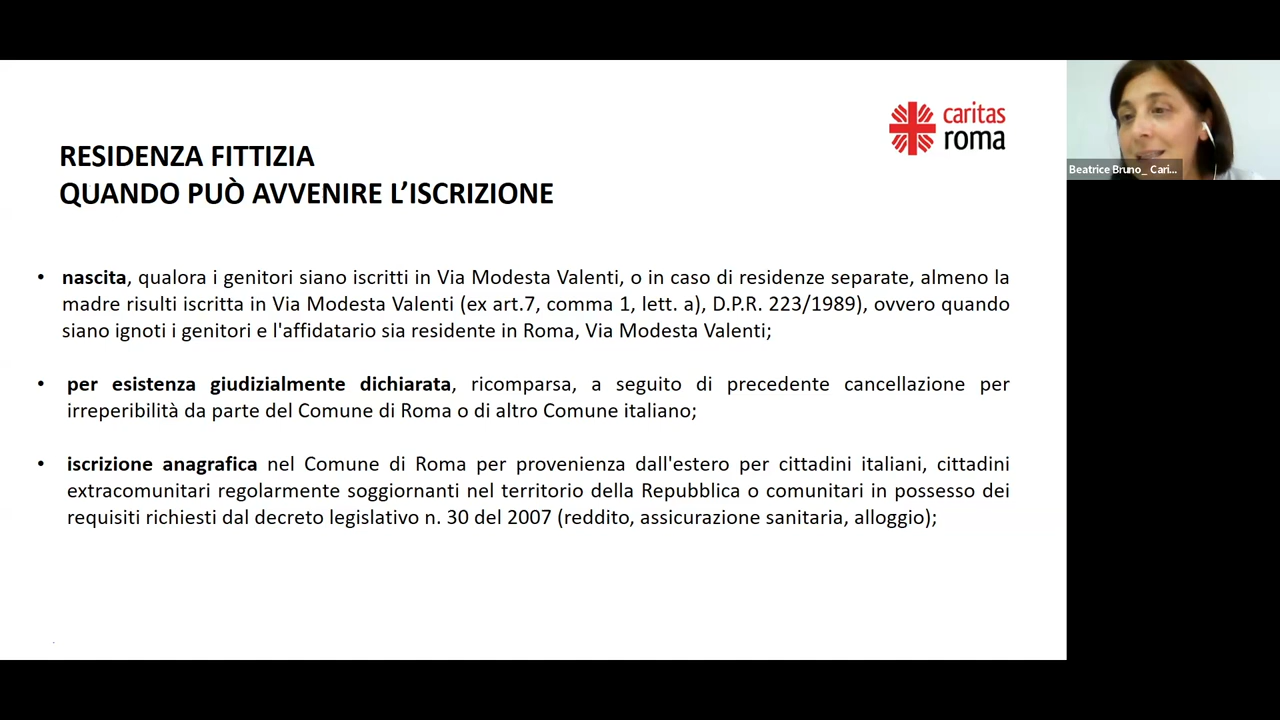 caritas
roma
RESIDENZA FITTIZIA
QUANDO PUÒ AVVENIRE L’ISCRIZIONE
• nascita, qualora i genitori siano iscritti in Via Modesta Valenti, o in caso di residenze separate, almeno la
madre risulti iscritta in Via Modesta Valenti (ex art.7, comma 1, lett. a), D.P.R. 223/1989), ovvero quando
siano ignoti i genitori e l'affidatario sia residente in Roma, Via Modesta Valenti;
• per esistenza giudizialmente dichiarata, ricomparsa, a seguito di precedente cancellazione per
irreperibilità da parte del Comune di Roma o di altro Comune italiano;
• iscrizione anagrafica nel Comune di Roma per provenienza dall'estero per cittadini italiani, cittadini
extracomunitari regolarmente soggiornanti nel territorio della Repubblica o comunitari in possesso dei
requisiti richiesti dal decreto legislativo n. 30 del 2007 (reddito, assicurazione sanitaria, alloggio);
Beatrice Bruno_ Cari...